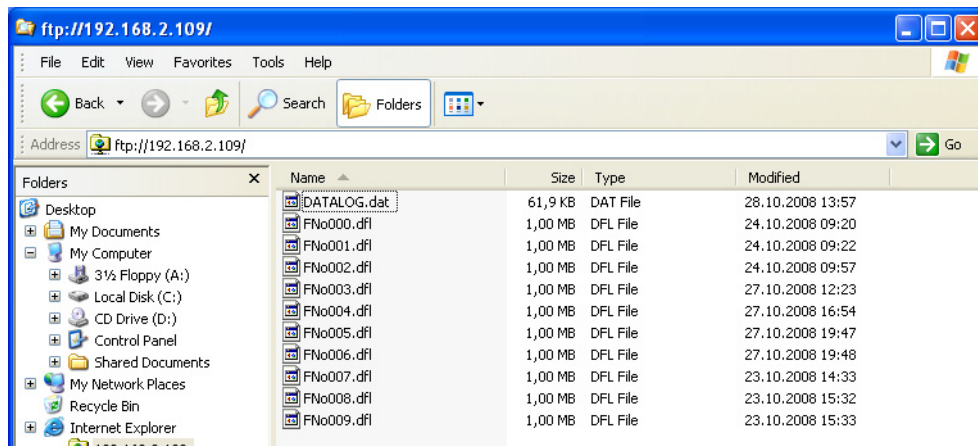 ftp://192.168.2.109/
File Edit View Favorites Tools Help
Back Search Folders
Address ftp://192.168.2.109/ Go
Folders x Name Size Type Modified
Desktop
My Documents
My Computer
3½ Floppy (A:)
Local Disk (C:)
CD Drive (D:)
Control Panel
Shared Documents
My Network Places
Recycle Bin
Internet Explorer
DATALOG.dat 61,9 KB DAT File 28.10.2008 13:57
FNo000.dfl 1,00 MB DFL File 24.10.2008 09:20
FNo001.dfl 1,00 MB DFL File 24.10.2008 09:22
FNo002.dfl 1,00 MB DFL File 24.10.2008 09:57
FNo003.dfl 1,00 MB DFL File 27.10.2008 12:23
FNo004.dfl 1,00 MB DFL File 27.10.2008 16:54
FNo005.dfl 1,00 MB DFL File 27.10.2008 19:47
FNo006.dfl 1,00 MB DFL File 27.10.2008 19:48
FNo007.dfl 1,00 MB DFL File 23.10.2008 14:33
FNo008.dfl 1,00 MB DFL File 23.10.2008 15:32
FNo009.dfl 1,00 MB DFL File 23.10.2008 15:33